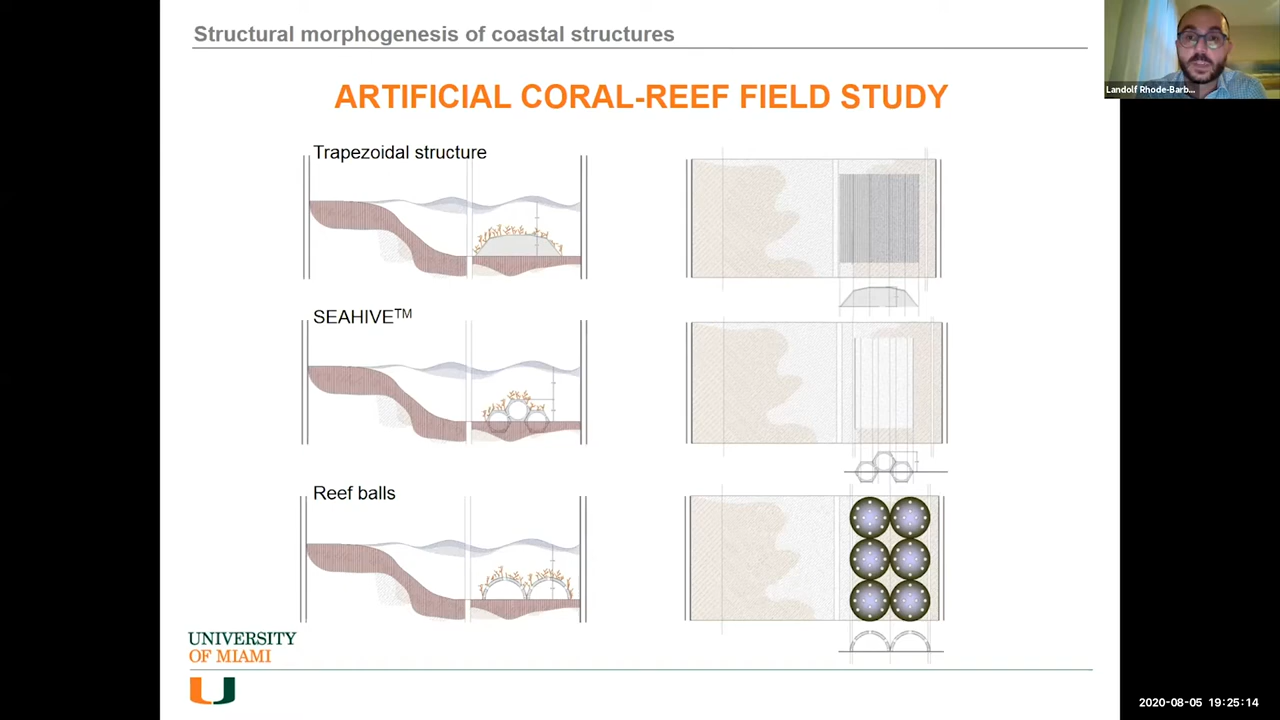 Structural morphogenesis of coastal structures
ARTIFICIAL CORAL-REEF FIELD STUDY
Trapezoidal structure
SEAHIVE™
Reef balls
UNIVERSITY
OF MIAMI
Landolf Rhode-Barb...
2020-08-05 19:25:14